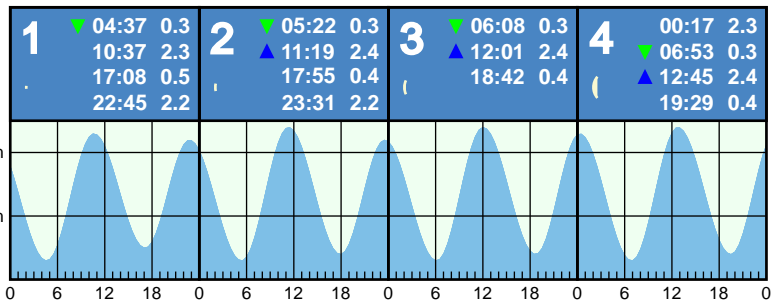 1 ▼ 04:37 0.3
10:37 2.3
17:08 0.5
22:45 2.2
2 ▼ 05:22 0.3
▲ 11:19 2.4
17:55 0.4
23:31 2.2
3 ▼ 06:08 0.3
▲ 12:01 2.4
18:42 0.4
4 00:17 2.3
▼ 06:53 0.3
▲ 12:45 2.4
19:29 0.4
0 6 12 18 0 6 12 18 0 6 12 18 0 6 12 18 0